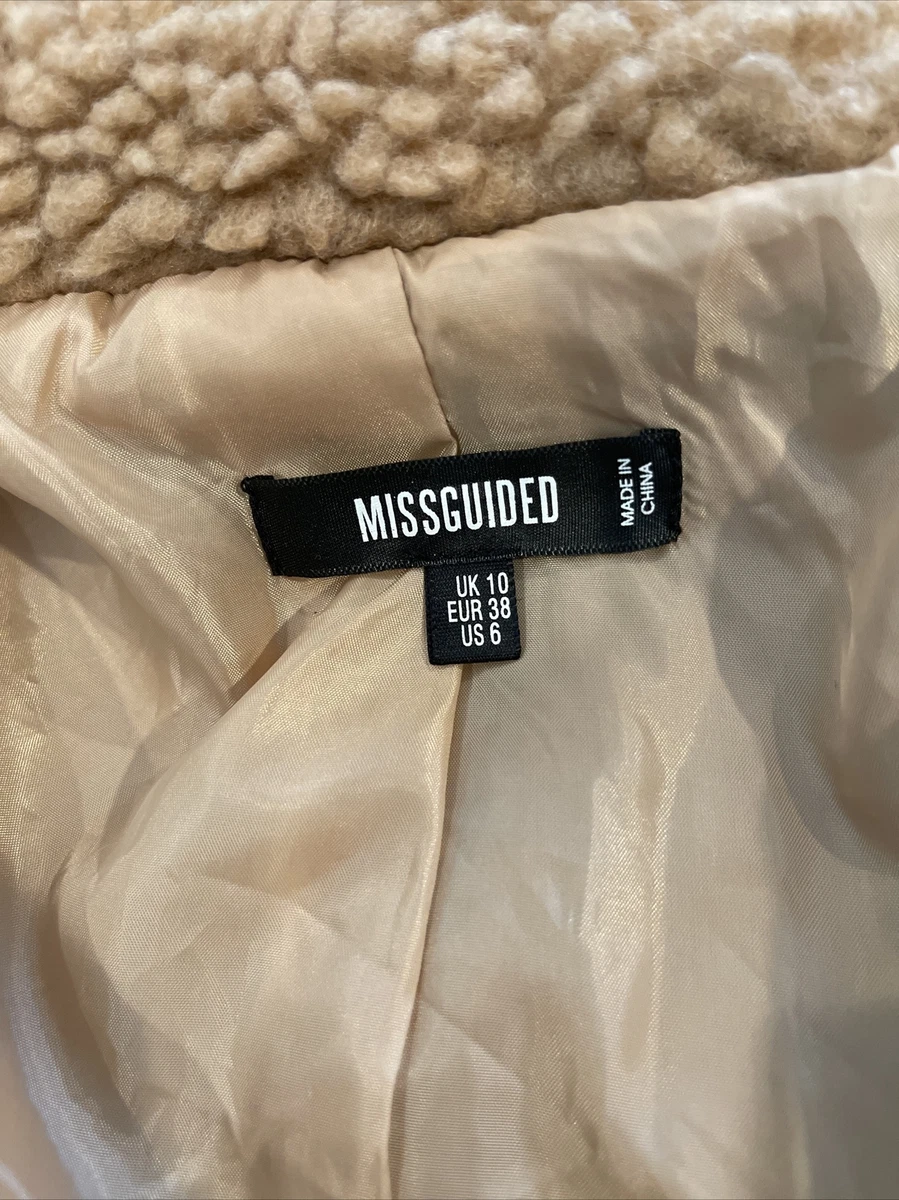 MISSGUIDED
MADE IN
CHINA
UK 10
EUR 38
US 6